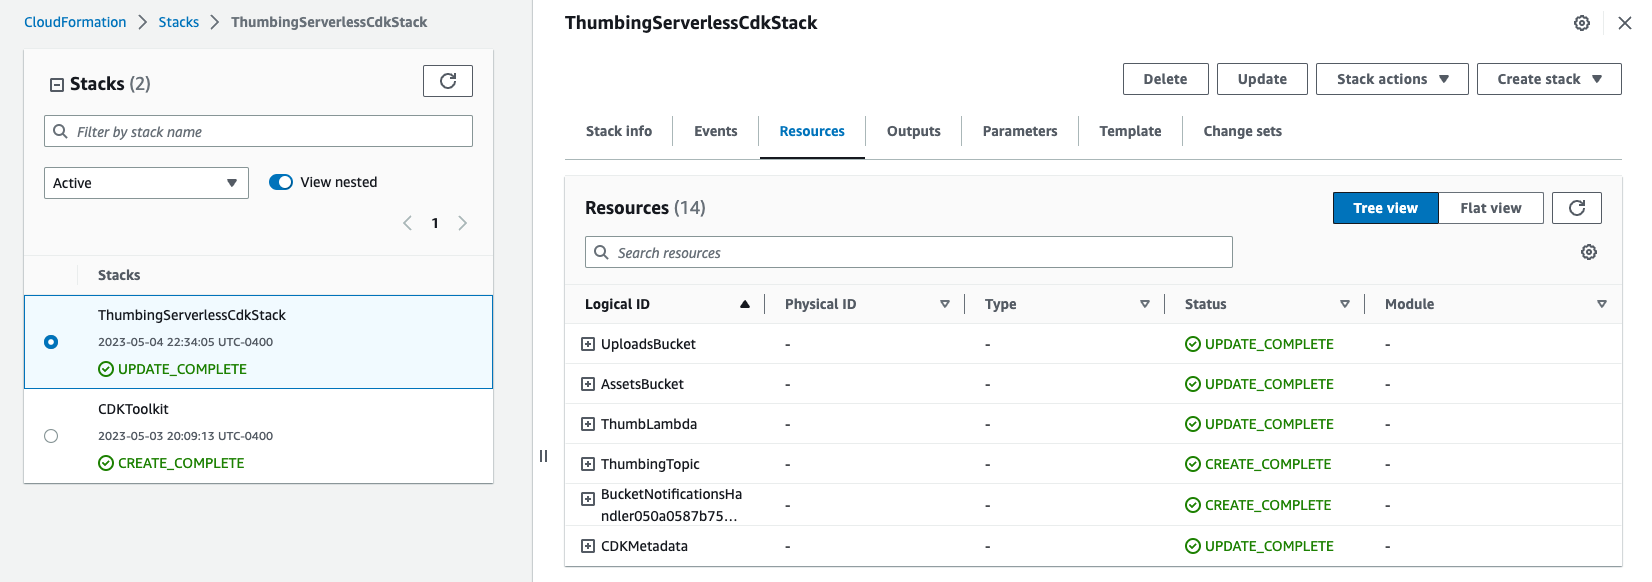 CloudFormation > Stacks > ThumbingServerlessCdkStack
Stacks (2)
Filter by stack name
Active
View nested
1
Stacks
ThumbingServerlessCdkStack
2023-05-04 22:34:05 UTC-0400
UPDATE_COMPLETE
CDKToolkit
2023-05-03 20:09:13 UTC-0400
CREATE_COMPLETE
ThumbingServerlessCdkStack
Delete Update Stack actions Create stack
Stack info Events Resources Outputs Parameters Template Change sets
Resources (14)
Tree view Flat view
Search resources
Logical ID Physical ID Type Status Module
UploadsBucket - - UPDATE_COMPLETE -
AssetsBucket - - UPDATE_COMPLETE -
ThumbLambda - - UPDATE_COMPLETE -
ThumbingTopic - - CREATE_COMPLETE -
BucketNotificationsHa
ndler050a0587b75... - - CREATE_COMPLETE -
CDKMetadata - - UPDATE_COMPLETE -